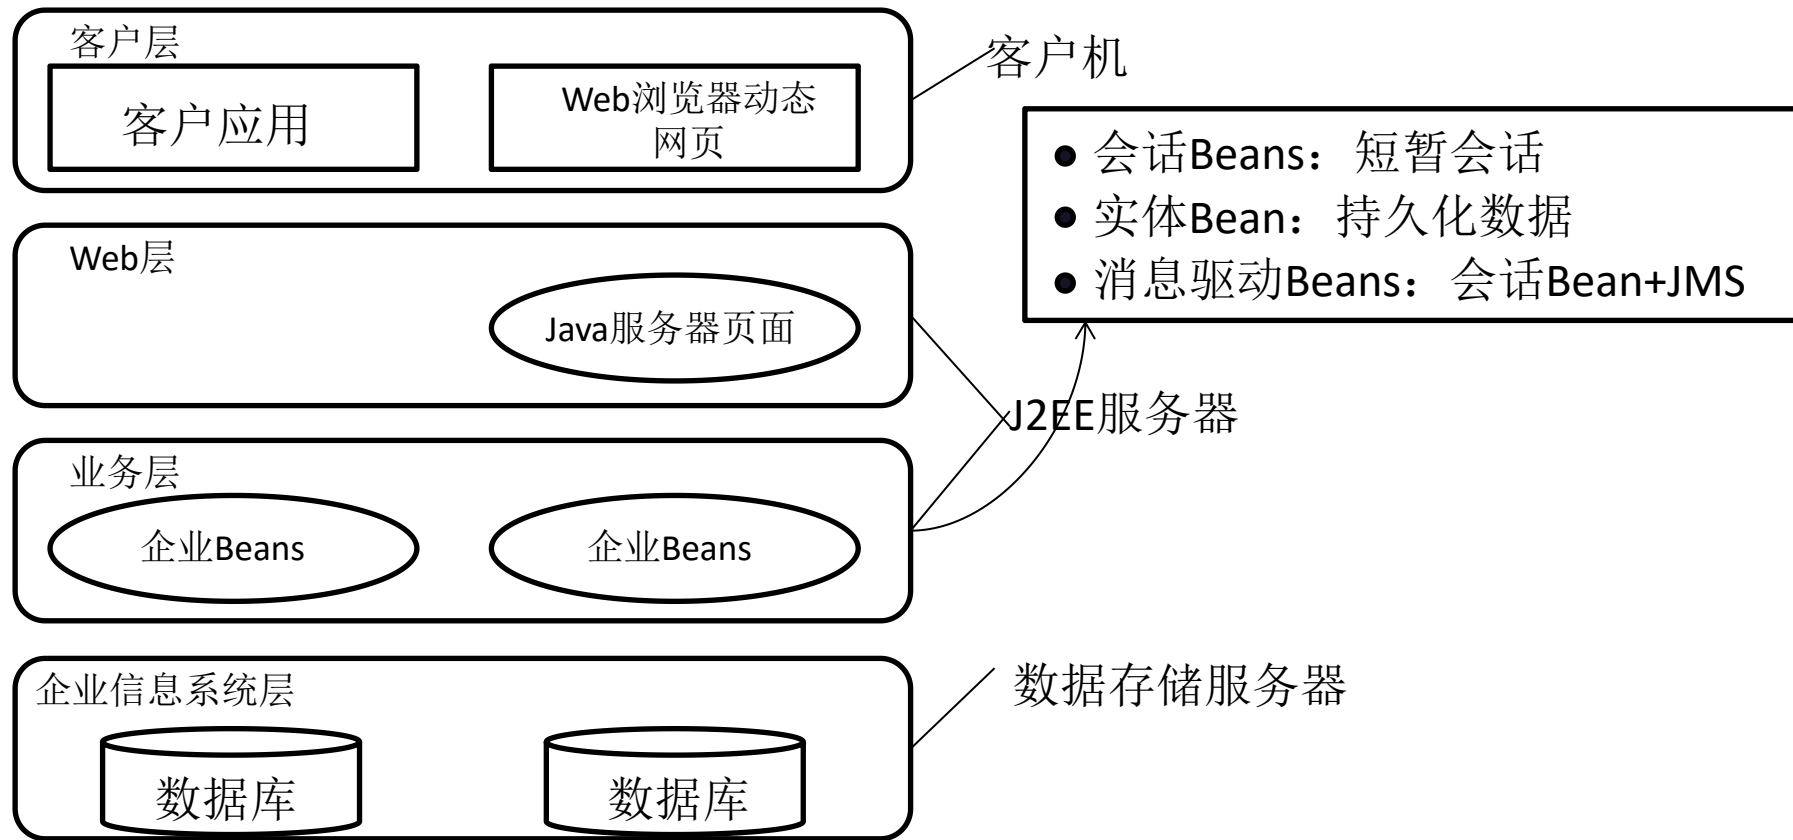 客户层
客户应用
Web浏览器动态
网页
客户机
● 会话Beans：短暂会话
● 实体Bean：持久化数据
● 消息驱动Beans：会话Bean+JMS
Web层
Java服务器页面
J2EE服务器
业务层
企业Beans
企业Beans
企业信息系统层
数据库
数据库
数据存储服务器